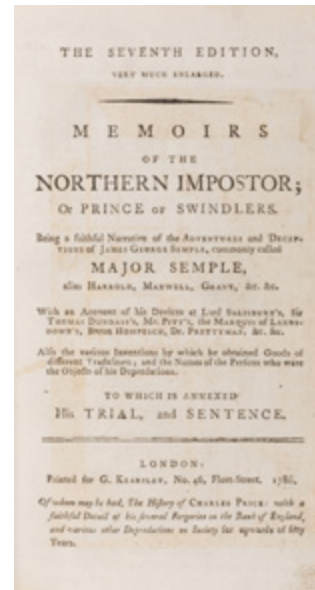 THE SEVENTH EDITION,
VERY MUCH ENLARGED.
MEMOIRS
OF THE
NORTHERN IMPOSTOR;
Or PRINCE OF SWINDLERS.
Being a faithful Narrative of the ADVENTURES and DECEP-
TIONS of JAMES GEORGE SEMPLE, commonly called
MAJOR SEMPLE,
alias HARROLD, MAXWELL, GRANT, &c. &c.
With an Account of his Devices at Lord SALISBURY'S, Sir
THOMAS DUNDASS'S, Mr. PITT'S, the MARQUIS of LANS-
DOWN'S, BARON HOMPESCH, Dr. PRETTYMAN, &c. &c.
Also the various Inventions by which he obtained Goods of
different Tradesmen; and the Names of the Persons who were
the Objects of his Depredations.
TO WHICH IS ANNEXED
His TRIAL, and SENTENCE.
LONDON:
Printed for G. KEARSLEY, No. 46, Fleet-Street. 1786.
Of whom may be had, The History of CHARLES PRICE: with a
faithful Detail of his several Forgeries on the Bank of England,
and various other Depredations on Society for upwards of fifty
Years.